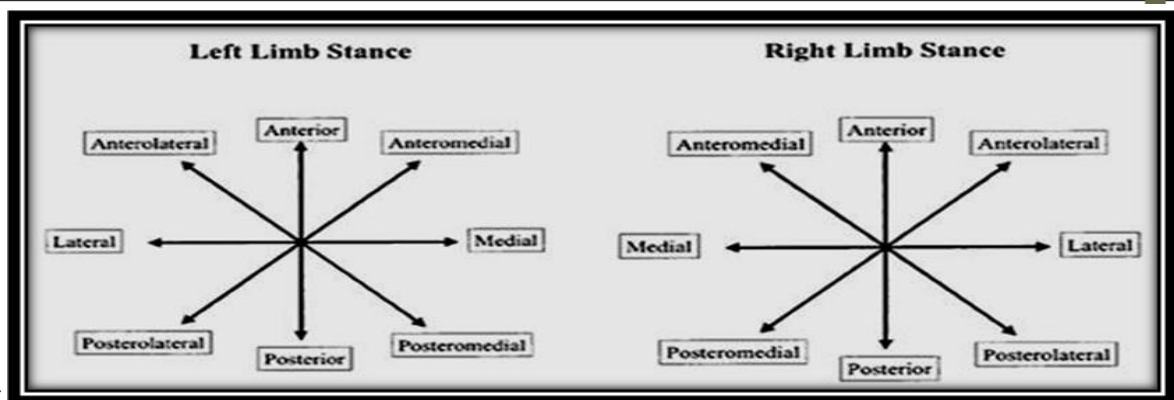 Left Limb Stance
Anterior
Anterolateral
Anteromedial
Lateral
Medial
Posterolateral
Posteromedial
Posterior
Right Limb Stance
Anterior
Anteromedial
Anterolateral
Medial
Lateral
Posteromedial
Posterolateral
Posterior